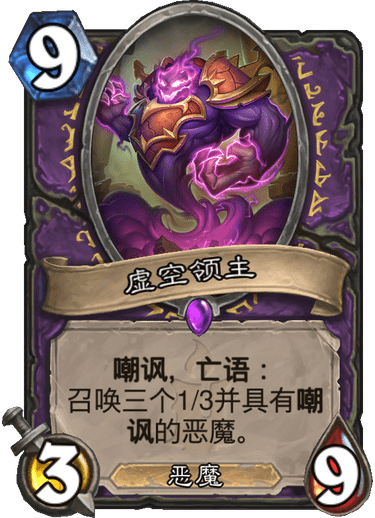 9
虚空领主
嘲讽，亡语：
召唤三个1/3并具有嘲
讽的恶魔。
3
恶魔
9